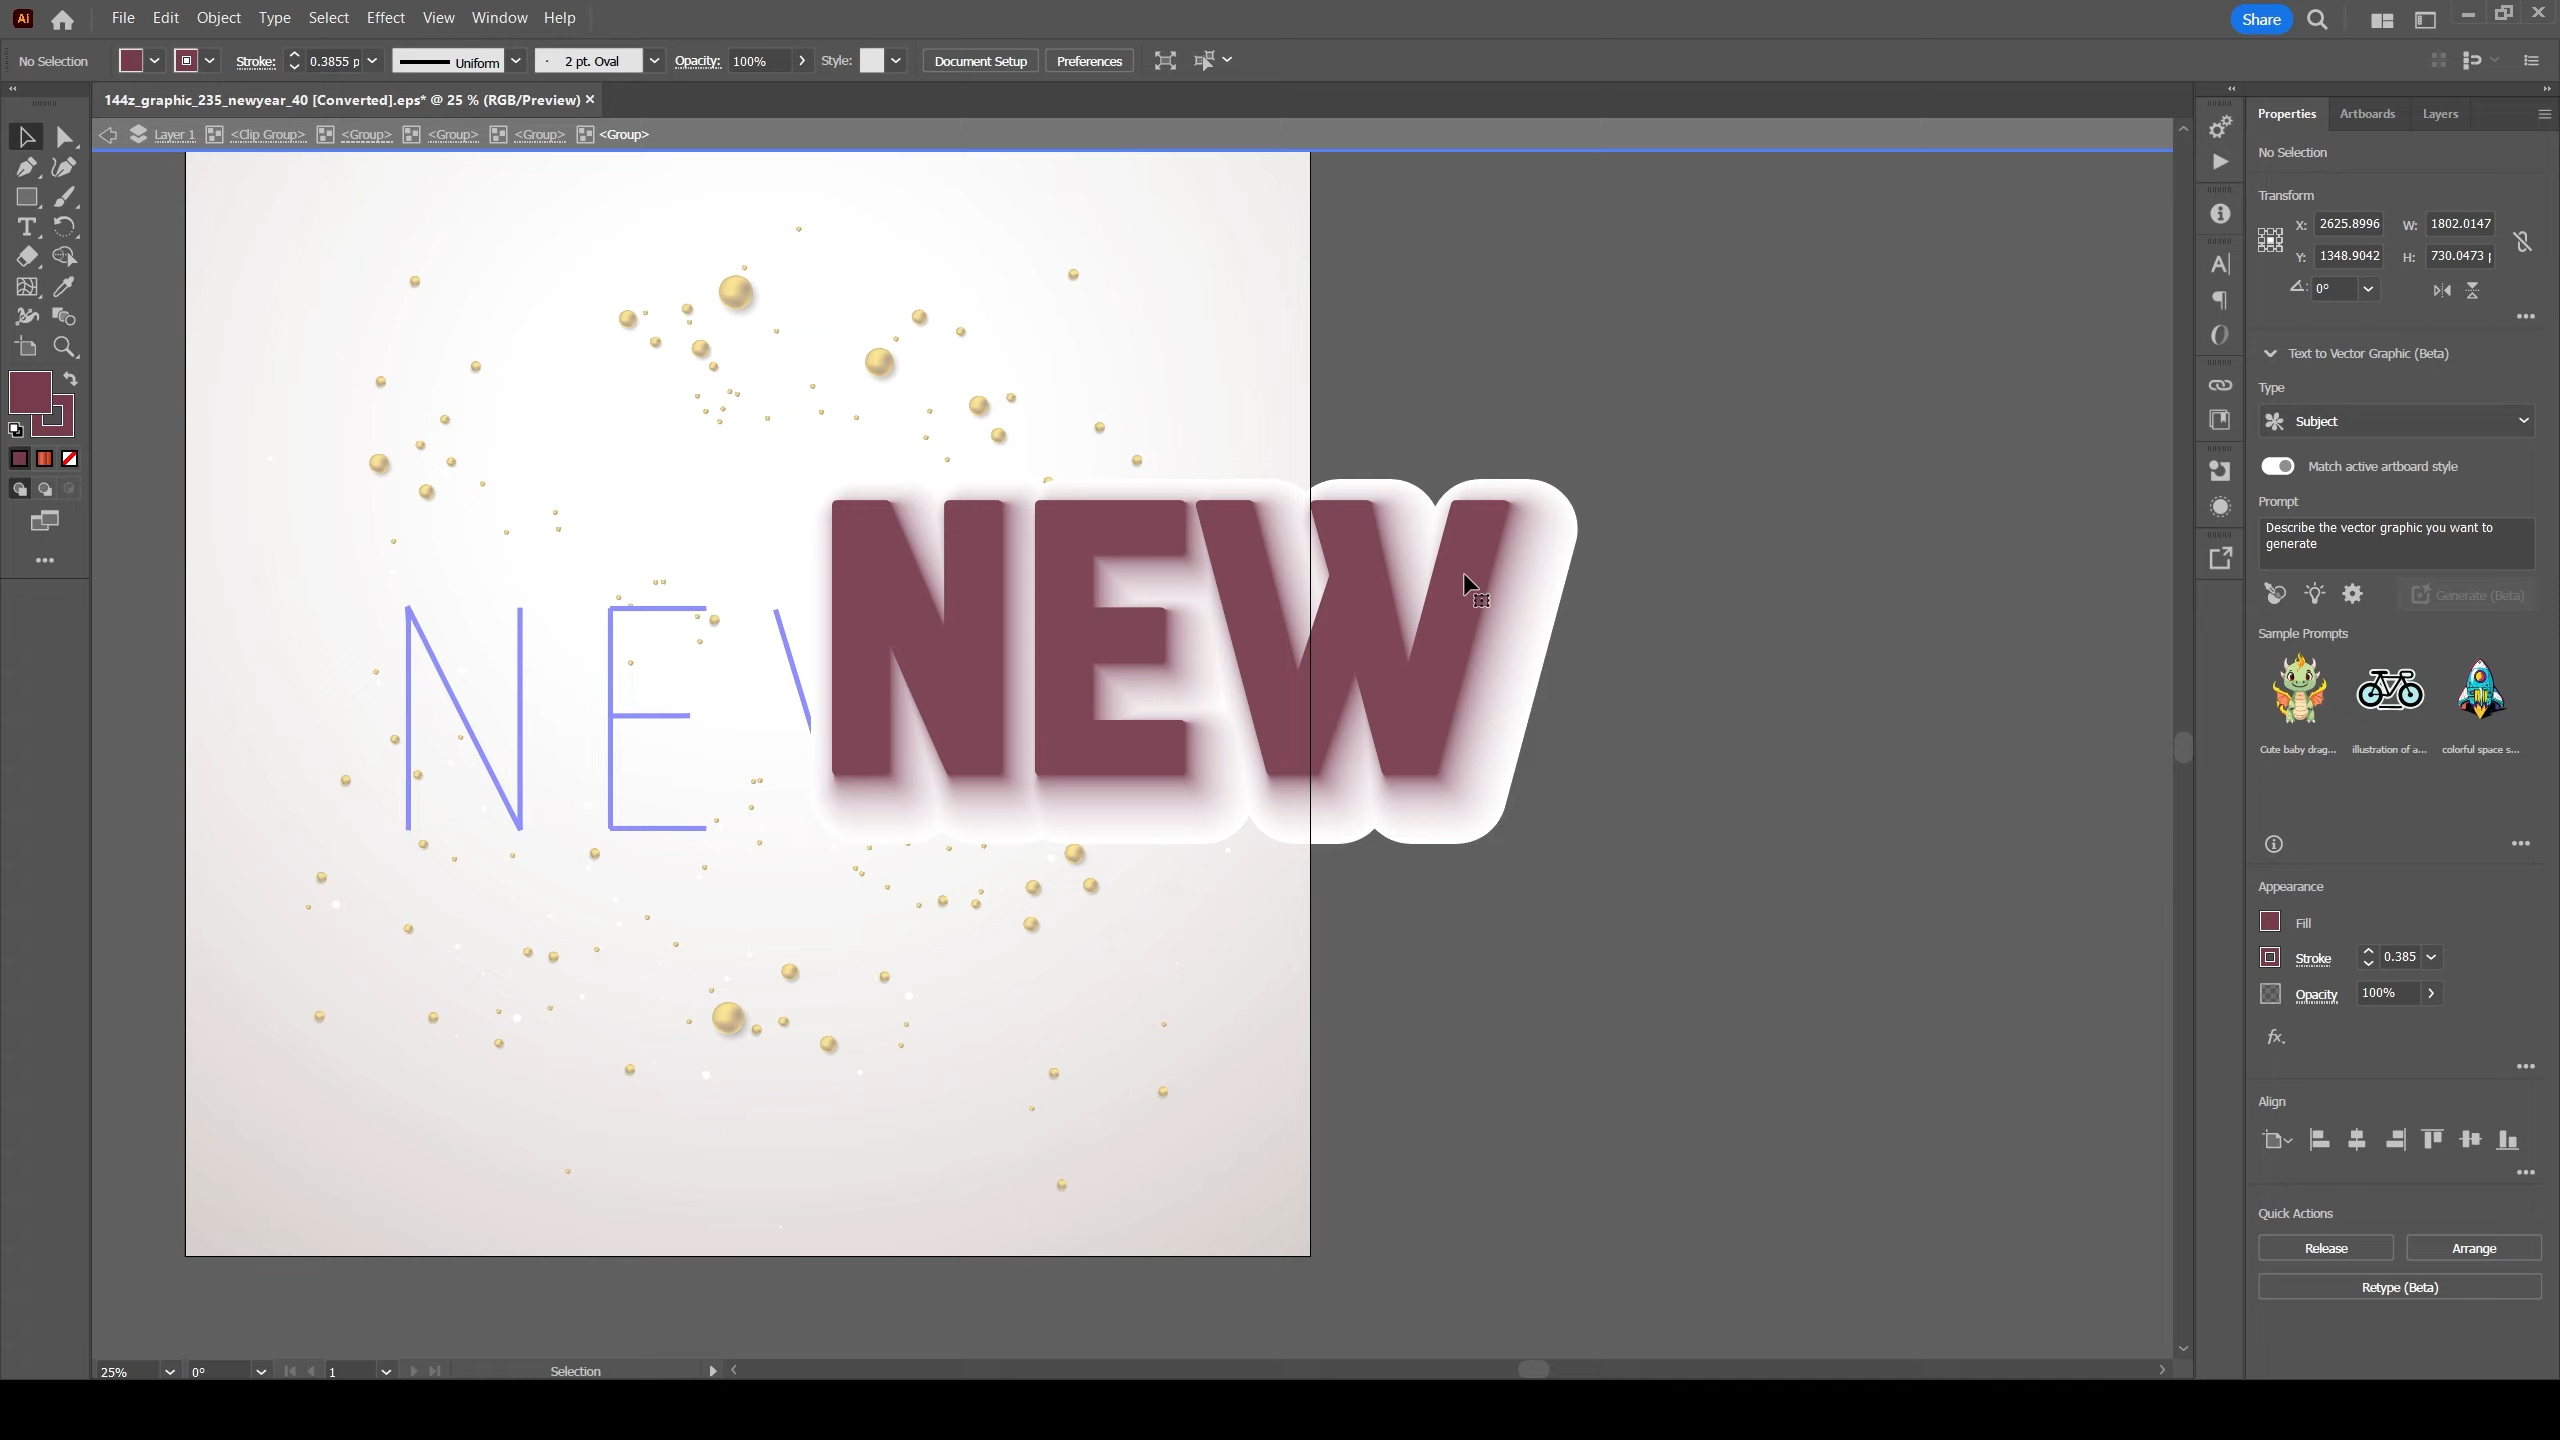 Ai File Edit Object Type Select Effect View Window Help Share
No Selection Stroke: 0.3855 p Uniform 2 pt. Oval Opacity: 100% Style: Document Setup Preferences
144z_graphic_235_newyear_40 [Converted].eps* @ 25 % (RGB/Preview)
Layer 1 <Clip Group> <Group> <Group> <Group> <Group>
Properties Artboards Layers
No Selection
Transform
X: 2625.8996 W: 1802.0147
Y: 1348.9042 H: 730.0473 p
0°
Text to Vector Graphic (Beta)
Type
Subject
Match active artboard style
Prompt
Describe the vector graphic you want to
generate
Generate (Beta)
Sample Prompts
Cute baby drag... illustration of a... colorful space s...
NEW
N E
Appearance
Fill
Stroke 0.385
Opacity 100%
fx
Align
Quick Actions
Release Arrange
Retype (Beta)
25% 0° 1 Selection